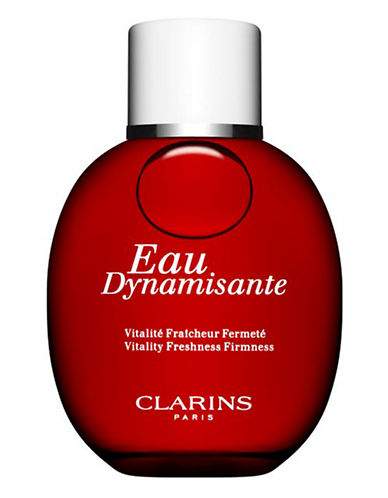 Eau
Dynamisante
Vitalité Fraîcheur Fermeté
Vitality Freshness Firmness
CLARINS
PARIS